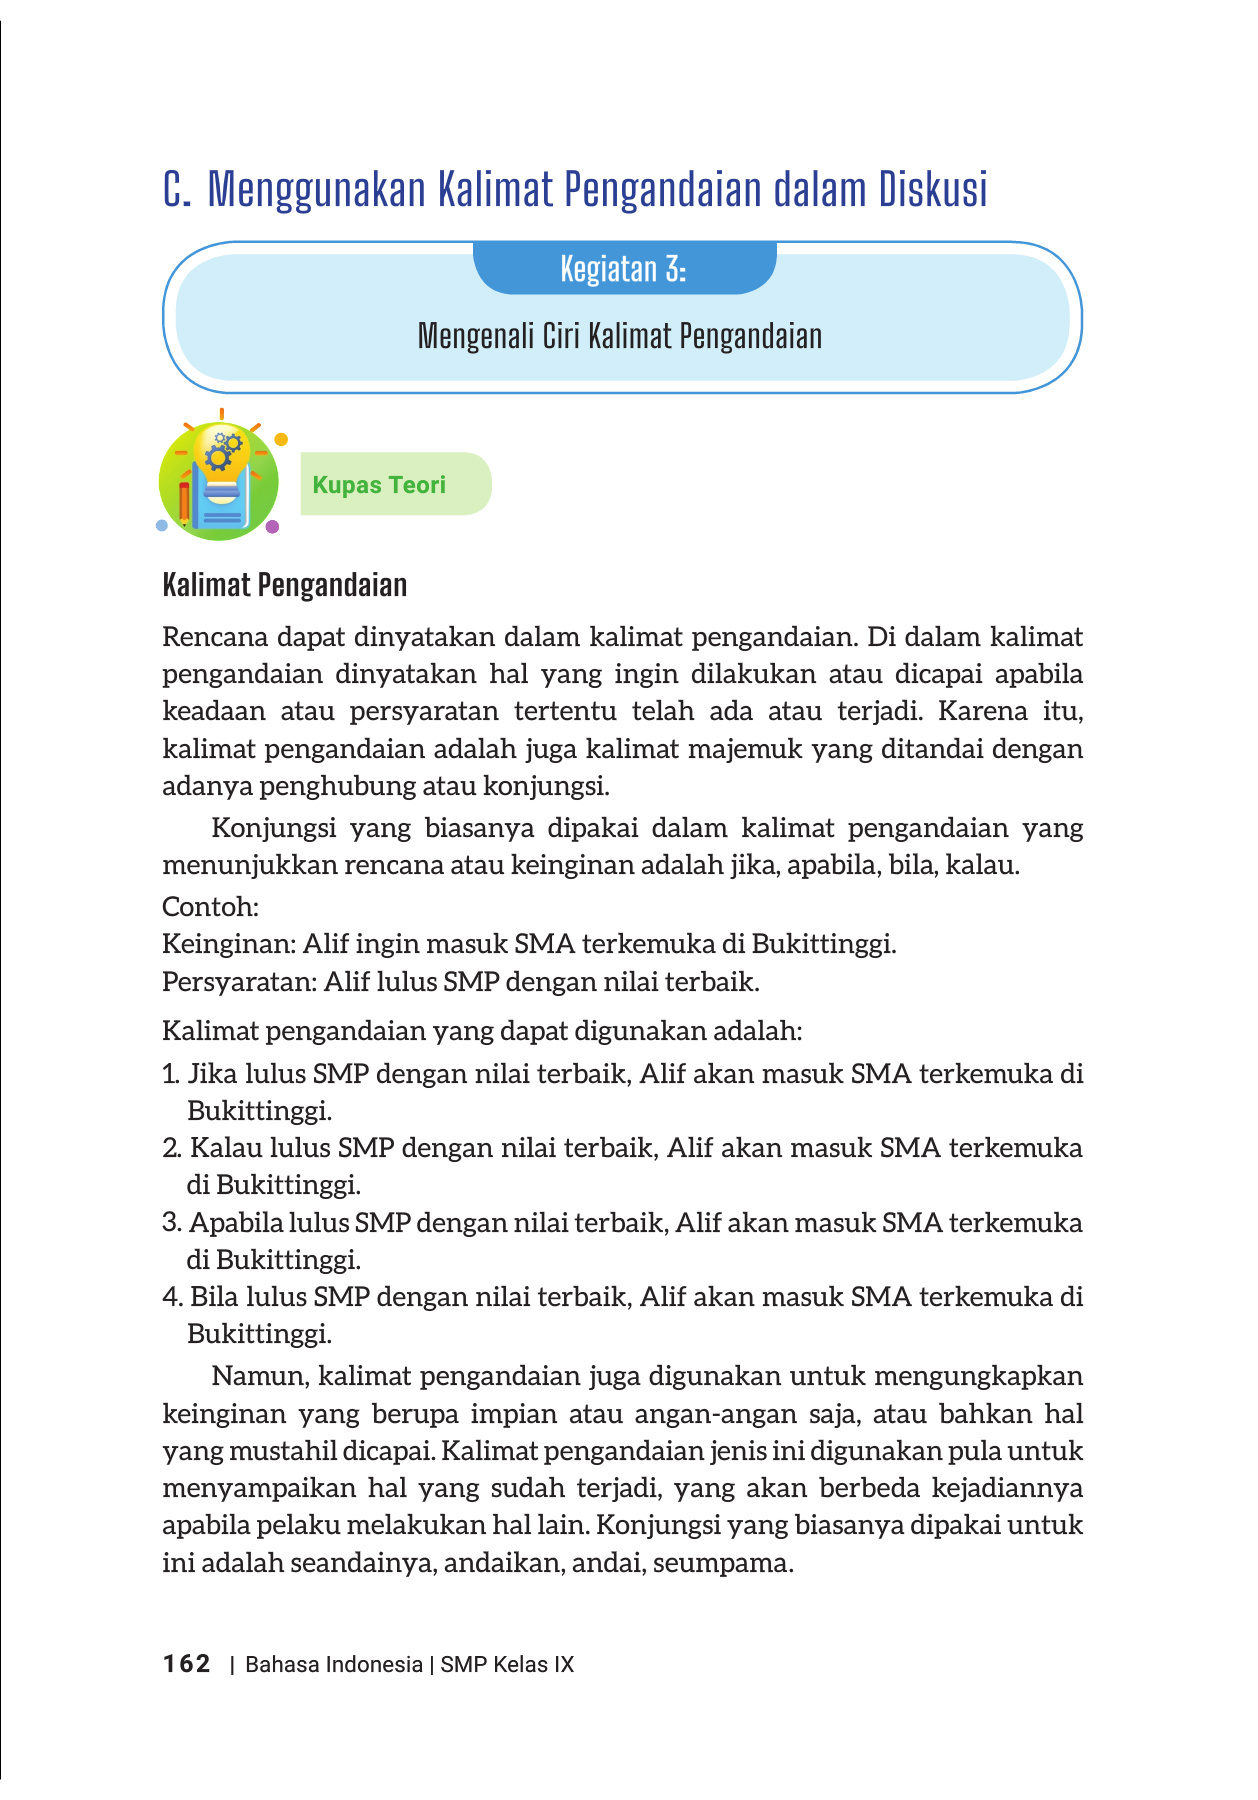 C. Menggunakan Kalimat Pengandaian dalam Diskusi
Kegiatan 3:
Mengenali Ciri Kalimat Pengandaian
Kupas Teori
Kalimat Pengandaian
Rencana dapat dinyatakan dalam kalimat pengandaian. Di dalam kalimat
pengandaian dinyatakan hal yang ingin dilakukan atau dicapai apabila
keadaan atau persyaratan tertentu telah ada atau terjadi. Karena itu,
kalimat pengandaian adalah juga kalimat majemuk yang ditandai dengan
adanya penghubung atau konjungsi.
Konjungsi yang biasanya dipakai dalam kalimat pengandaian yang
menunjukkan rencana atau keinginan adalah jika, apabila, bila, kalau.
Contoh:
Keinginan: Alif ingin masuk SMA terkemuka di Bukittinggi.
Persyaratan: Alif lulus SMP dengan nilai terbaik.
Kalimat pengandaian yang dapat digunakan adalah:
1. Jika lulus SMP dengan nilai terbaik, Alif akan masuk SMA terkemuka di
Bukittinggi.
2. Kalau lulus SMP dengan nilai terbaik, Alif akan masuk SMA terkemuka
di Bukittinggi.
3. Apabila lulus SMP dengan nilai terbaik, Alif akan masuk SMA terkemuka
di Bukittinggi.
4. Bila lulus SMP dengan nilai terbaik, Alif akan masuk SMA terkemuka di
Bukittinggi.
Namun, kalimat pengandaian juga digunakan untuk mengungkapkan
keinginan yang berupa impian atau angan-angan saja, atau bahkan hal
yang mustahil dicapai. Kalimat pengandaian jenis ini digunakan pula untuk
menyampaikan hal yang sudah terjadi, yang akan berbeda kejadiannya
apabila pelaku melakukan hal lain. Konjungsi yang biasanya dipakai untuk
ini adalah seandainya, andaikan, andai, seumpama.
162 | Bahasa Indonesia | SMP Kelas IX